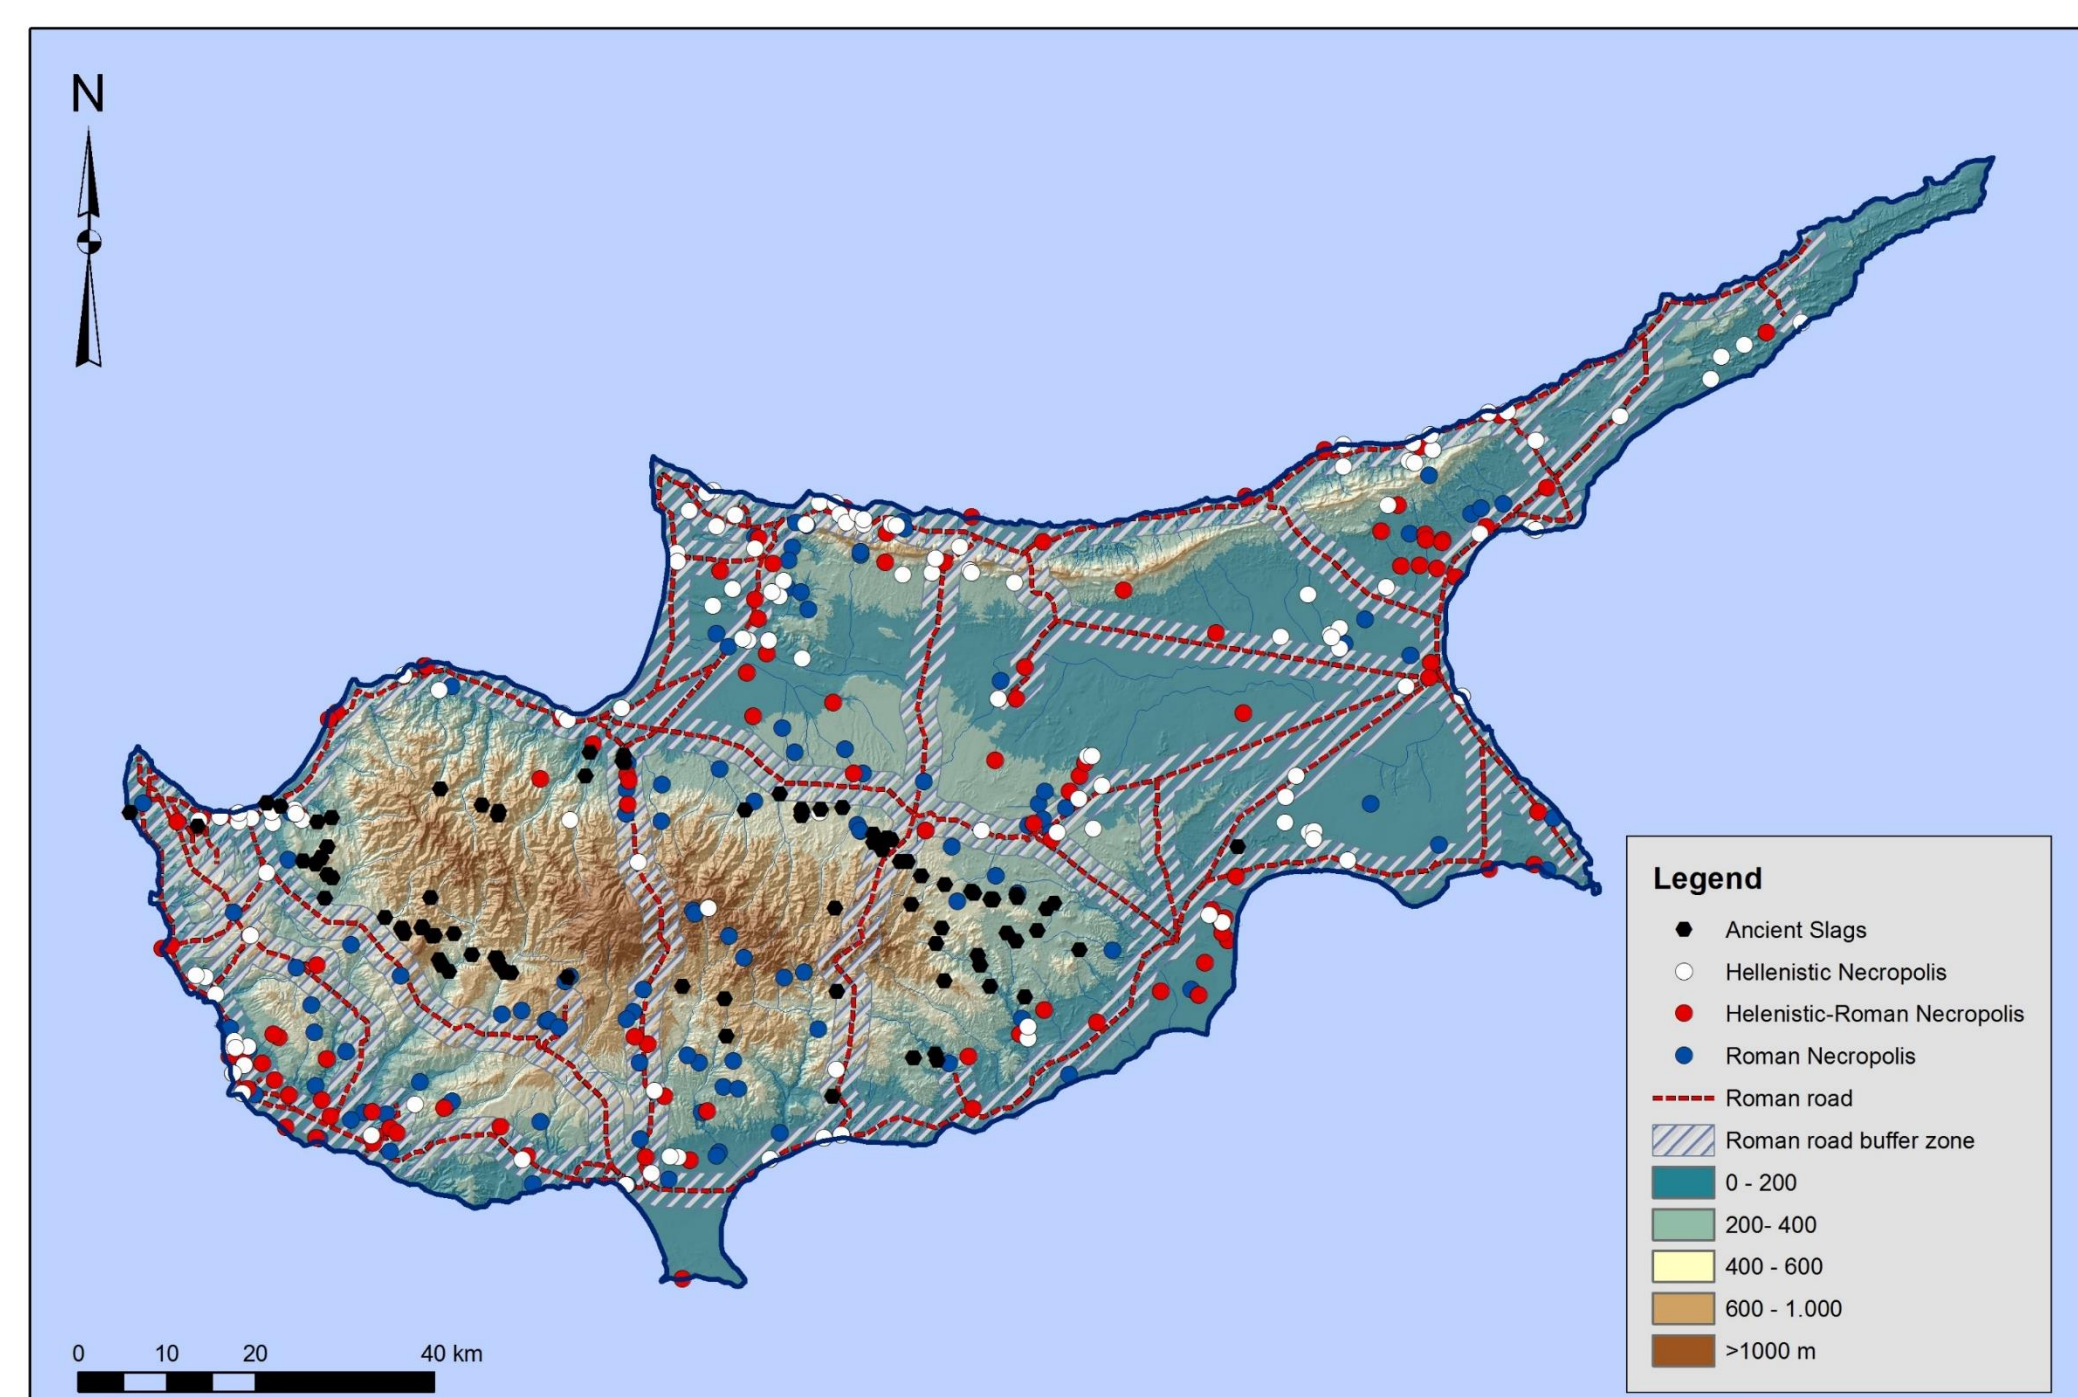 N
Legend
Ancient Slags
Hellenistic Necropolis
Helenistic-Roman Necropolis
Roman Necropolis
Roman road
Roman road buffer zone
0 - 200
200- 400
400 - 600
600 - 1.000
>1000 m
0 10 20 40 km